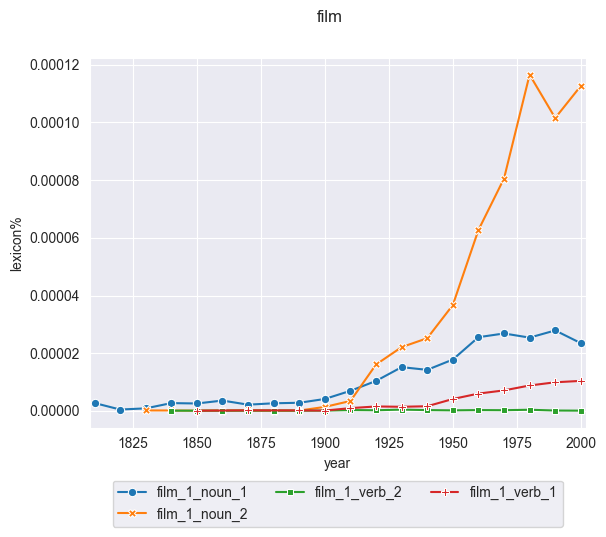 film
0.00012
0.00010
0.00008
0.00006
0.00004
0.00002
0.00000
lexicon%
1825 1850 1875 1900 1925 1950 1975 2000
year
film_1_noun_1 film_1_verb_2 film_1_verb_1
film_1_noun_2